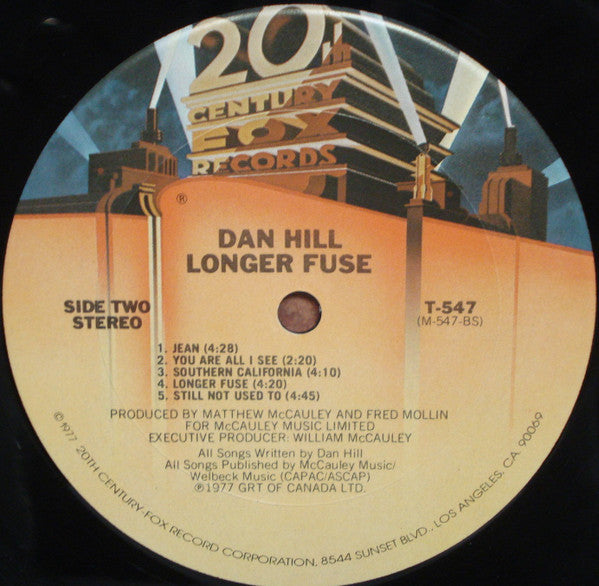 20th
CENTURY
FOX
RECORDS
®
DAN HILL
LONGER FUSE
SIDE TWO
STEREO
T-547
(M-547-BS)
1. JEAN (4:28)
2. YOU ARE ALL I SEE (2:20)
3. SOUTHERN CALIFORNIA (4:10)
4. LONGER FUSE (4:20)
5. STILL NOT USED TO (4:45)
PRODUCED BY MATTHEW McCAULEY AND FRED MOLLIN
FOR McCAULEY MUSIC LIMITED
EXECUTIVE PRODUCER: WILLIAM McCAULEY
All Songs Written by Dan Hill
All Songs Published by McCauley Music/
Welbeck Music (CAPAC/ASCAP)
℗1977 GRT OF CANADA LTD.
©1977 20TH CENTURY-FOX RECORD CORPORATION, 8544 SUNSET BLVD., LOS ANGELES, CA. 90069